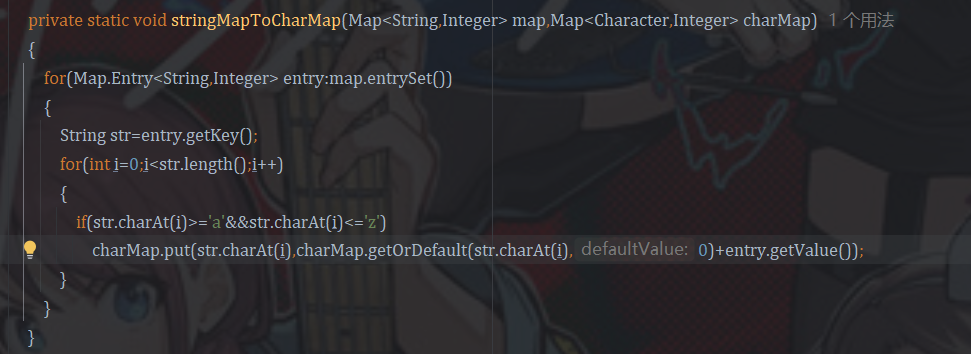 private static void stringMapToCharMap(Map<String,Integer> map,Map<Character,Integer> charMap) 1 个用法
{
for(Map.Entry<String,Integer> entry:map.entrySet())
{
String str=entry.getKey();
for(int i=0;i<str.length();i++)
{
if(str.charAt(i)>='a'&&str.charAt(i)<='z')
charMap.put(str.charAt(i),charMap.getOrDefault(str.charAt(i), defaultValue: 0)+entry.getValue());
}
}
}